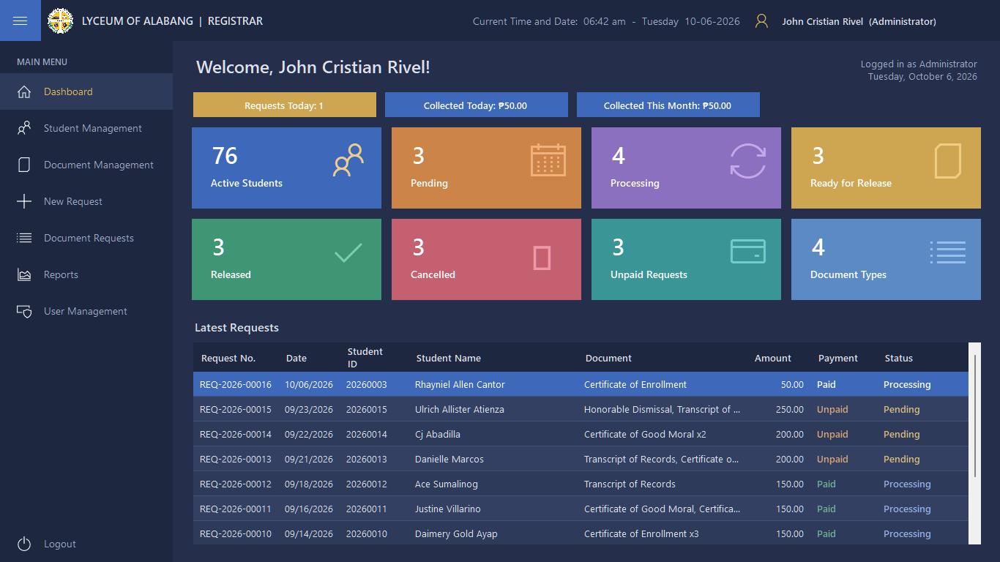 LYCEUM OF ALABANG | REGISTRAR
Current Time and Date: 06:42 am - Tuesday 10-06-2026
John Cristian Rivel (Administrator)
MAIN MENU
Dashboard
Student Management
Document Management
New Request
Document Requests
Reports
User Management
Logout
Welcome, John Cristian Rivel!
Logged in as Administrator
Tuesday, October 6, 2026
Requests Today: 1
Collected Today: ₱50.00
Collected This Month: ₱50.00
76
Active Students
3
Pending
4
Processing
3
Ready for Release
3
Released
3
Cancelled
3
Unpaid Requests
4
Document Types
Latest Requests
Request No. Date Student ID Student Name Document Amount Payment Status
REQ-2026-00016 10/06/2026 20260003 Rhayniel Allen Cantor Certificate of Enrollment 50.00 Paid Processing
REQ-2026-00015 09/23/2026 20260015 Ulrich Allister Atienza Honorable Dismissal, Transcript of ... 250.00 Unpaid Pending
REQ-2026-00014 09/22/2026 20260014 Cj Abadilla Certificate of Good Moral x2 200.00 Unpaid Pending
REQ-2026-00013 09/21/2026 20260013 Danielle Marcos Transcript of Records, Certificate o... 200.00 Unpaid Pending
REQ-2026-00012 09/18/2026 20260012 Ace Sumalinog Transcript of Records 150.00 Paid Processing
REQ-2026-00011 09/16/2026 20260011 Justine Villarino Certificate of Good Moral, Certifica... 150.00 Paid Processing
REQ-2026-00010 09/14/2026 20260010 Daimery Gold Ayap Certificate of Enrollment x3 150.00 Paid Processing